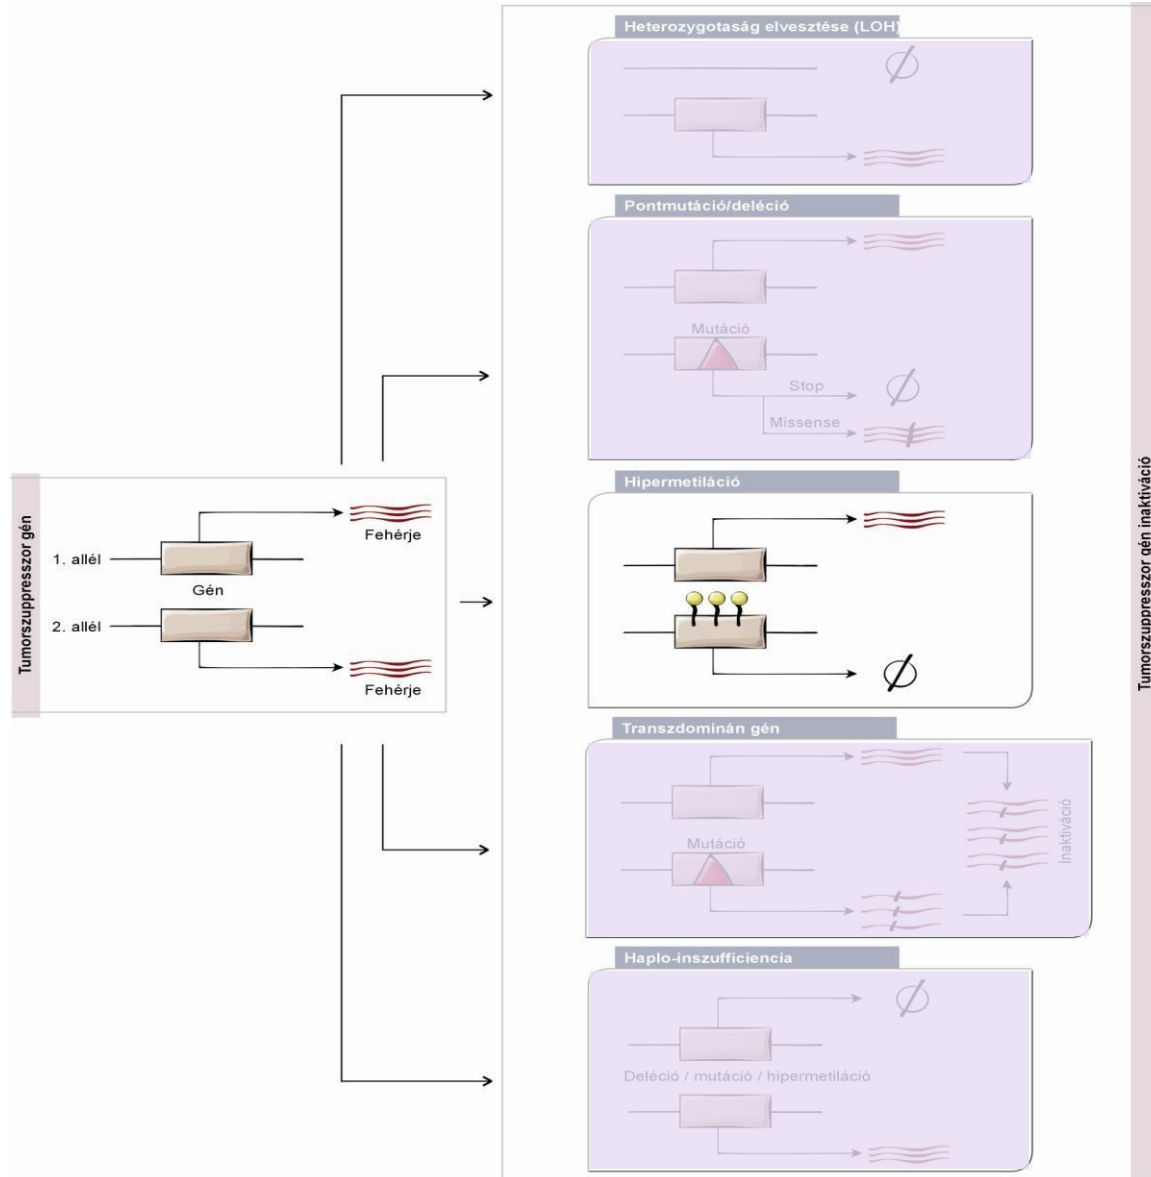 Tumorszuppresszor gén
1. allél
Gén
2. allél
Fehérje
Fehérje
Heterozygotaság elvesztése (LOH)
Pontmutáció/deléció
Mutáció
Stop
Missense
Hipermetiláció
Transzdominán gén
Mutáció
Inaktiváció
Haplo-inszufficiencia
Deléció / mutáció / hipermetiláció
Tumorszuppresszor gén inaktiváció